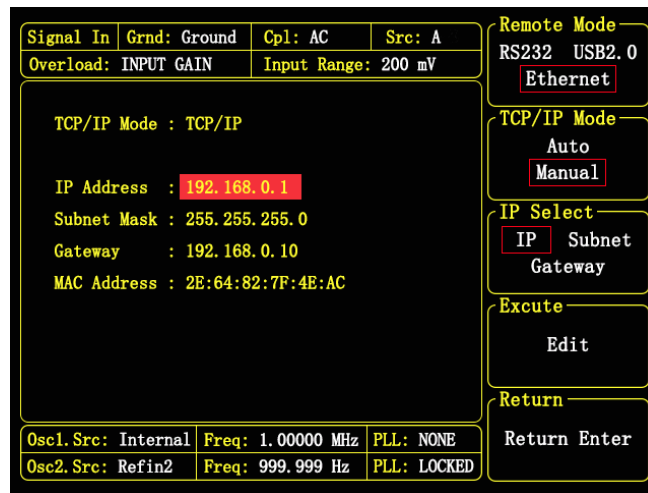 Signal In Grnd: Ground Cpl: AC Src: A
Overload: INPUT GAIN Input Range: 200 mV
TCP/IP Mode : TCP/IP
IP Address : 192.168.0.1
Subnet Mask : 255.255.255.0
Gateway : 192.168.0.10
MAC Address : 2E:64:82:7F:4E:AC
Osc1.Src: Internal Freq: 1.00000 MHz PLL: NONE
Osc2.Src: Refin2 Freq: 999.999 Hz PLL: LOCKED
Remote Mode
RS232 USB2.0
Ethernet
TCP/IP Mode
Auto
Manual
IP Select
IP Subnet
Gateway
Excute
Edit
Return
Return Enter